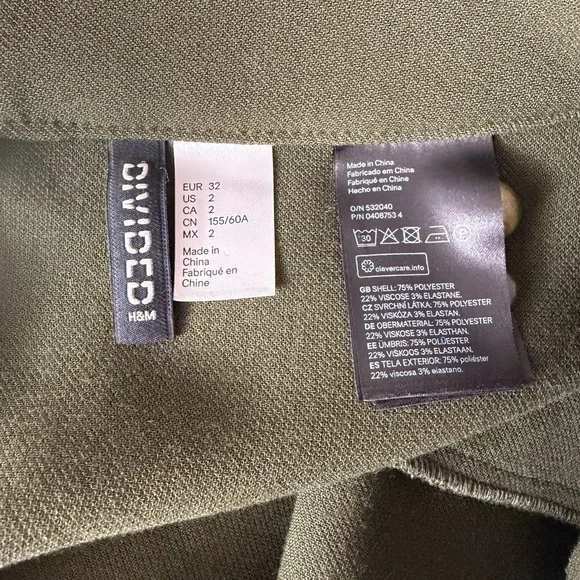 DIVIDED
H&M
EUR 32
US 2
CA 2
CN 155/60A
MX 2
Made in
China
Fabriqué en
Chine
Made in China
Fabricado em China
Fabriqué en Chine
Hecho en China
O/N 532040
P/N 0408753 4
30
clevercare.info
GB SHELL: 75% POLYESTER
22% VISCOSE 3% ELASTANE.
CZ SVRCHNÍ LÁTKA: 75% POLYESTER
22% VISKÓZA 3% ELASTAN.
DE OBERMATERIAL: 75% POLYESTER
22% VISKOSE 3% ELASTHAN.
EE ÜMBRIS: 75% POLÜESTER
22% VISKOOS 3% ELASTAAN.
ES TELA EXTERIOR: 75% poliéster
22% viscosa 3% elastano.